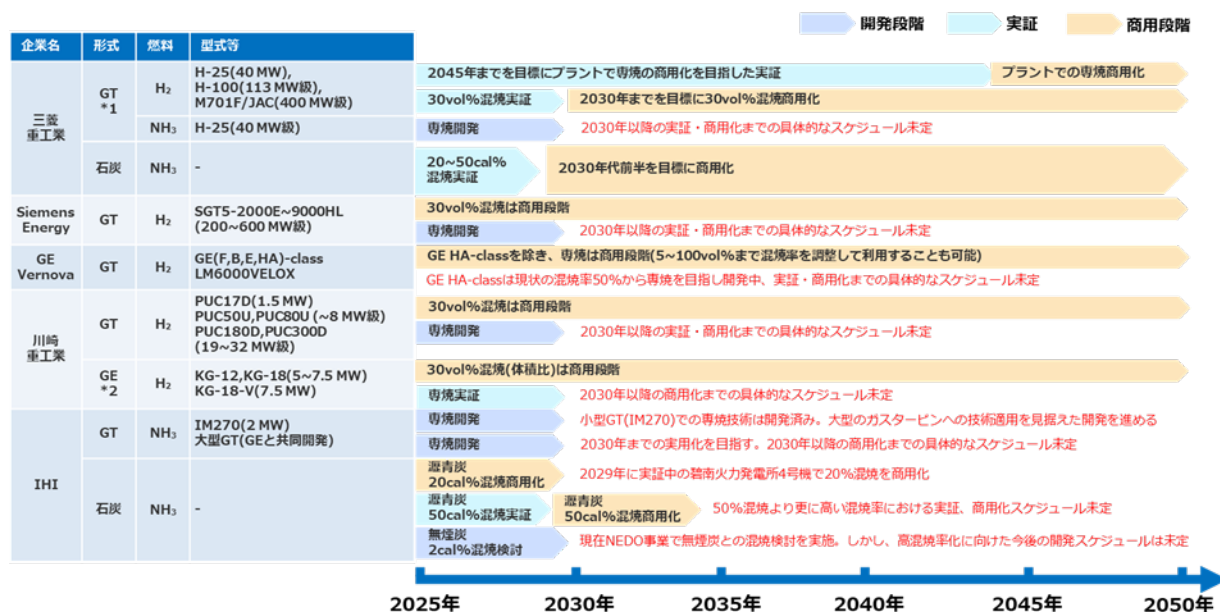 開発段階
実証
商用段階
企業名
形式
燃料
型式等
三菱
重工業
GT
*1
H₂
H-25(40 MW),
H-100(113 MW級),
M701F/JAC(400 MW級)
2045年までを目標にプラントで専焼の商用化を目指した実証
プラントでの専焼商用化
30vol%混焼実証
2030年までを目標に30vol%混焼商用化
NH₃
H-25(40 MW級)
専焼開発
2030年以降の実証・商用化までの具体的なスケジュール未定
石炭
NH₃
-
20~50cal%
混焼実証
2030年代前半を目標に商用化
Siemens
Energy
GT
H₂
SGT5-2000E~9000HL
(200~600 MW級)
30vol%混焼は商用段階
専焼開発
2030年以降の実証・商用化までの具体的なスケジュール未定
GE
Vernova
GT
H₂
GE(F,B,E,HA)-class
LM6000VELOX
GE HA-classを除き、専焼は商用段階(5~100vol%まで混焼率を調整して利用することも可能)
GE HA-classは現状の混焼率50%から専焼を目指し開発中、実証・商用化までの具体的なスケジュール未定
川崎
重工業
GT
H₂
PUC17D(1.5 MW)
PUC50U,PUC80U (~8 MW級)
PUC180D,PUC300D
(19~32 MW級)
30vol%混焼は商用段階
専焼開発
2030年以降の実証・商用化までの具体的なスケジュール未定
GE
*2
H₂
KG-12,KG-18(5~7.5 MW)
KG-18-V(7.5 MW)
30vol%混焼(体積比)は商用段階
専焼実証
2030年以降の商用化までの具体的なスケジュール未定
IHI
GT
NH₃
IM270(2 MW)
大型GT(GEと共同開発)
専焼開発
小型GT(IM270)での専焼技術は開発済み。大型のガスタービンへの技術適用を見据えた開発を進める
専焼開発
2030年までの実用化を目指す。2030年以降の商用化までの具体的なスケジュール未定
石炭
NH₃
-
瀝青炭
20cal%混焼商用化
2029年に実証中の碧南火力発電所4号機で20%混焼を商用化
瀝青炭
50cal%混焼実証
瀝青炭
50cal%混焼商用化
50%混焼より更に高い混焼率における実証、商用化スケジュール未定
無煙炭
2cal%混焼検討
現在NEDO事業で無煙炭との混焼検討を実施。しかし、高混焼率化に向けた今後の開発スケジュールは未定
2025年
2030年
2035年
2040年
2045年
2050年